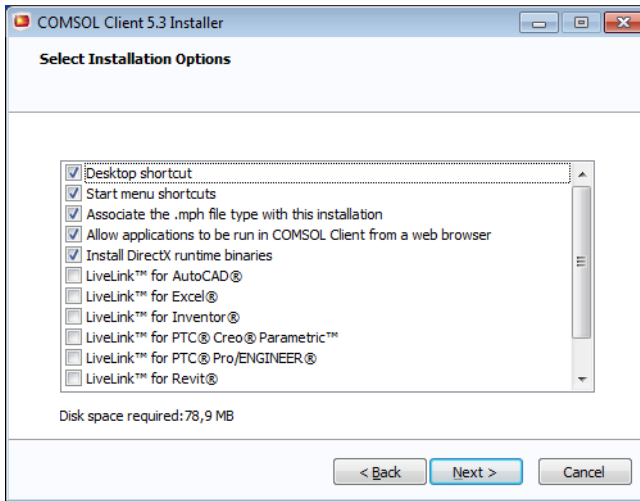 COMSOL Client 5.3 Installer
Select Installation Options
Desktop shortcut
Start menu shortcuts
Associate the .mph file type with this installation
Allow applications to be run in COMSOL Client from a web browser
Install DirectX runtime binaries
LiveLink™ for AutoCAD®
LiveLink™ for Excel®
LiveLink™ for Inventor®
LiveLink™ for PTC® Creo® Parametric™
LiveLink™ for PTC® Pro/ENGINEER®
LiveLink™ for Revit®
Disk space required:78,9 MB
< Back Next > Cancel